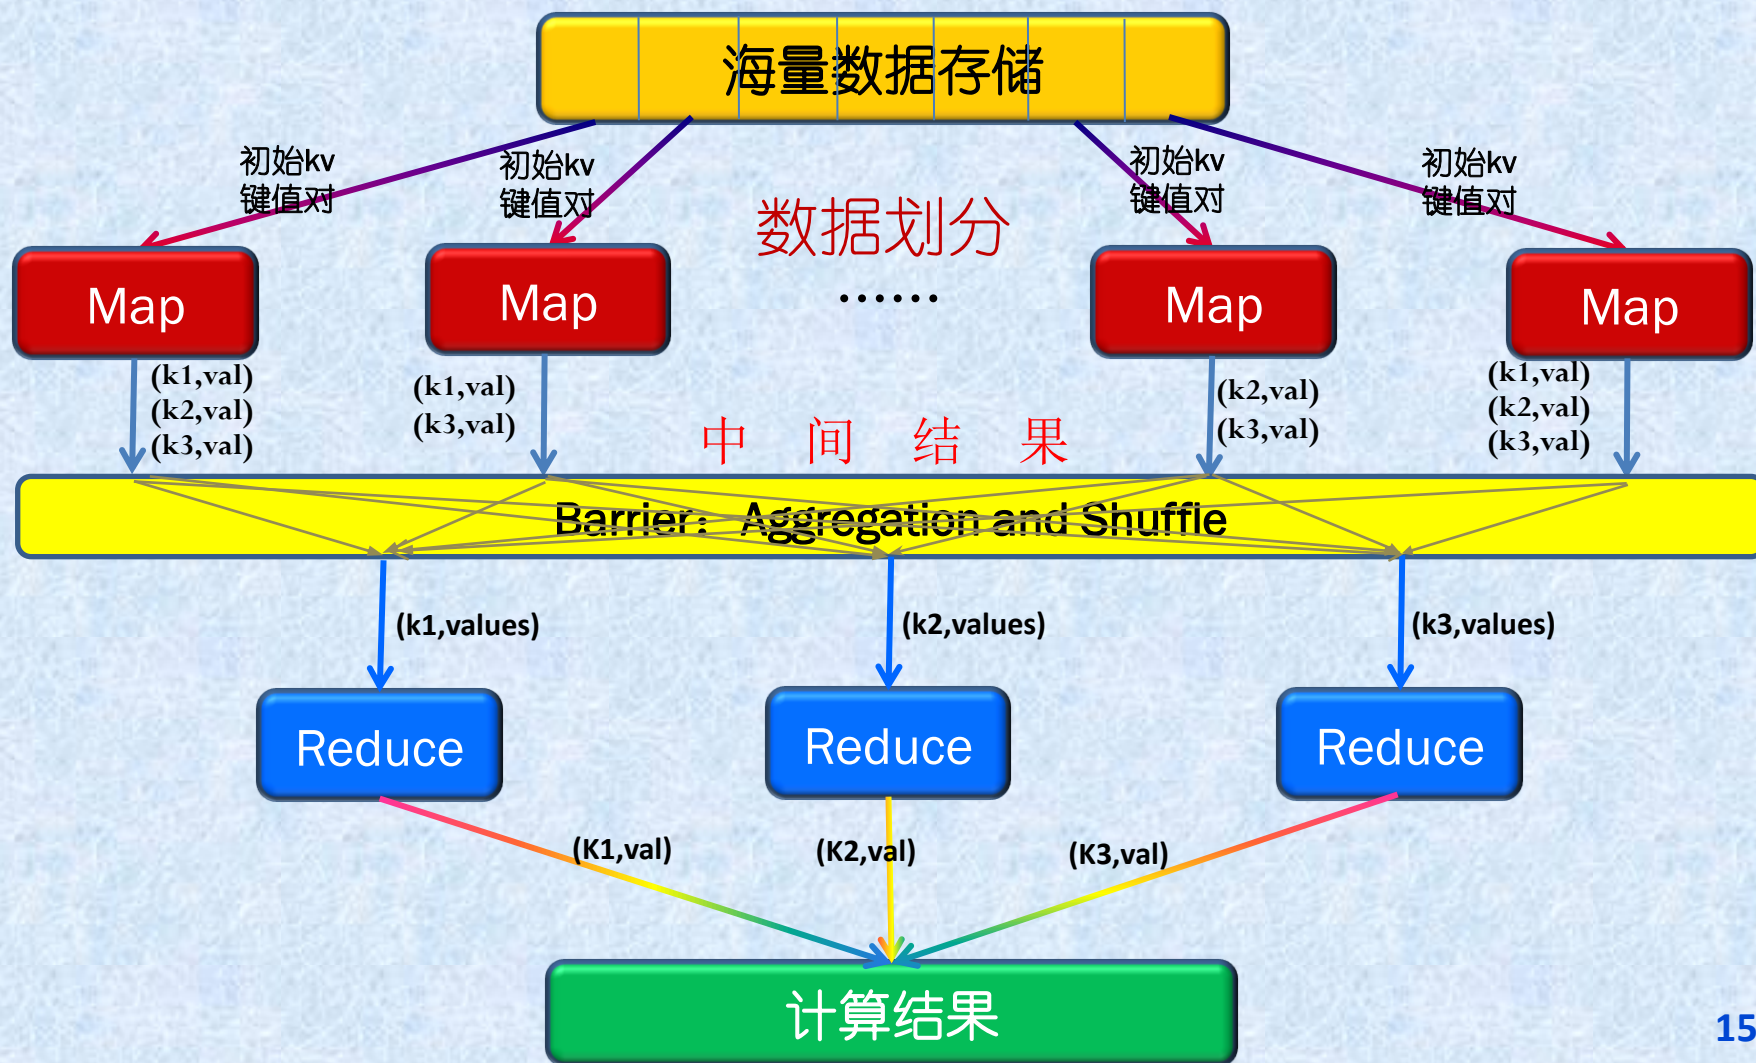 海量数据存储
初始kv
键值对
初始kv
键值对
初始kv
键值对
初始kv
键值对
数据划分
......
Map
Map
Map
Map
(k1,val)
(k2,val)
(k3,val)
(k1,val)
(k3,val)
(k2,val)
(k3,val)
(k1,val)
(k2,val)
(k3,val)
中 间 结 果
Barrier：Aggregation and Shuffle
(k1,values)
(k2,values)
(k3,values)
Reduce
Reduce
Reduce
(K1,val)
(K2,val)
(K3,val)
计算结果
15